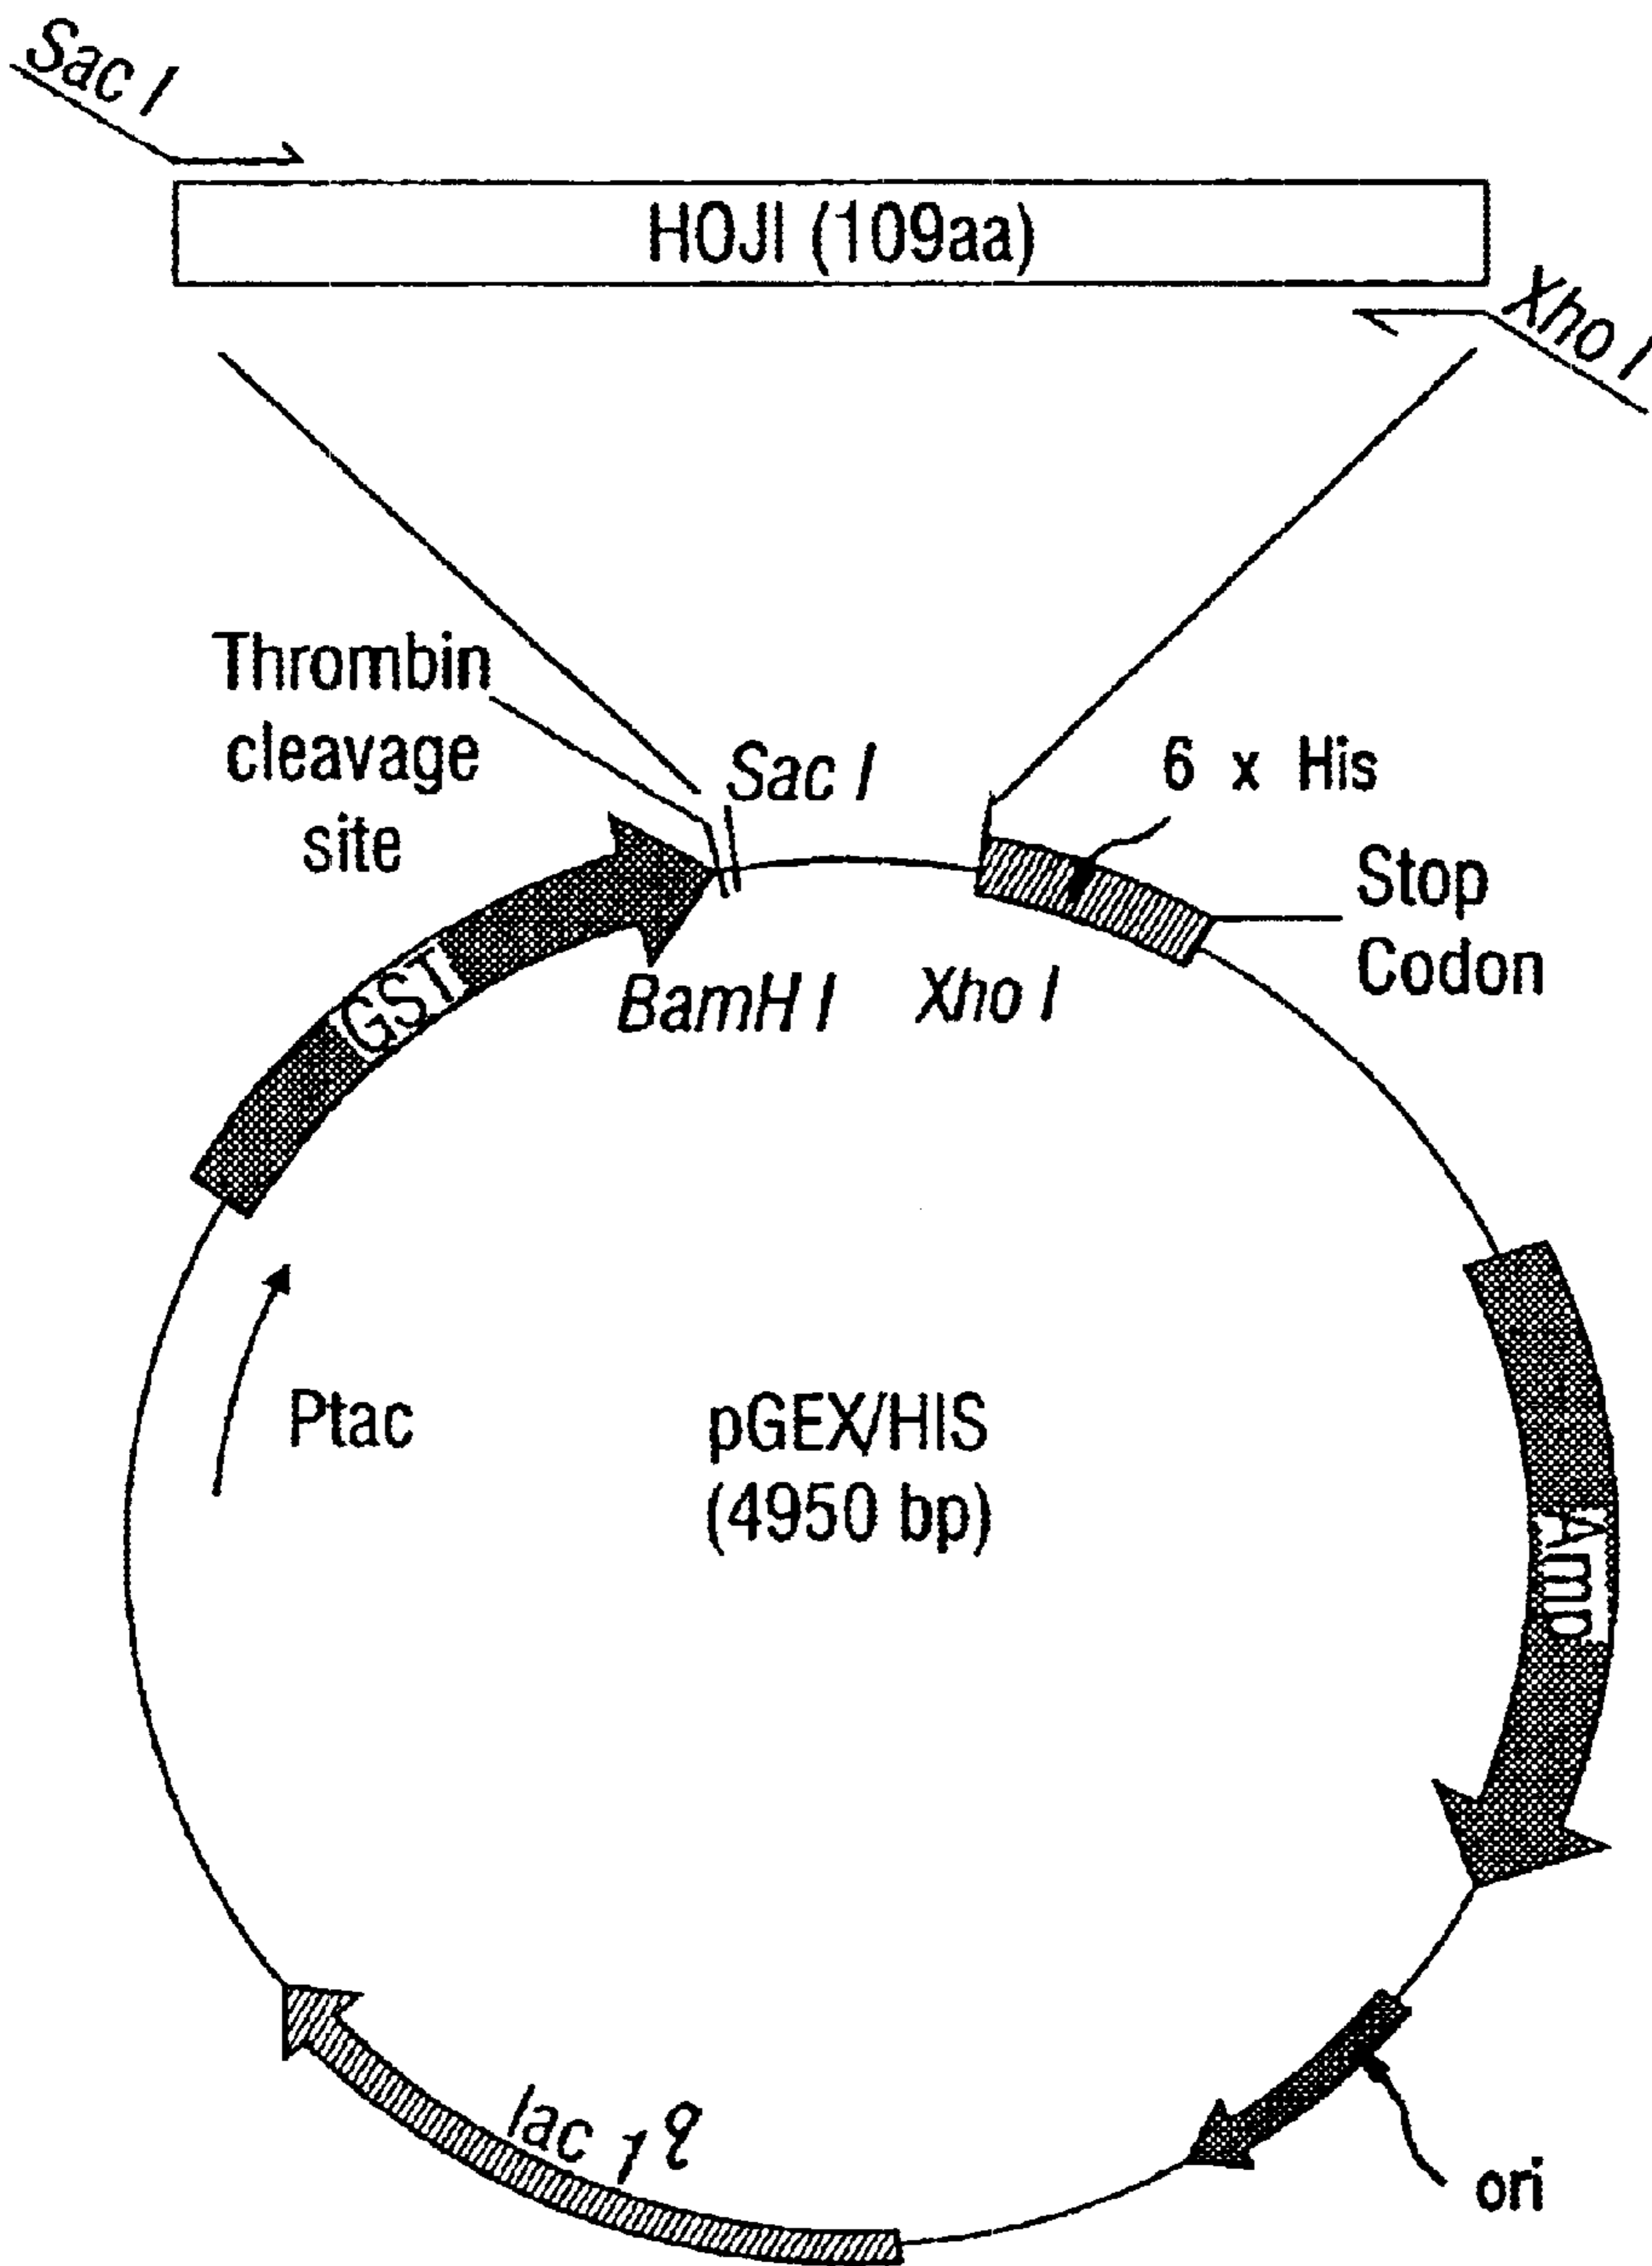 Sac I
HOJI (109aa)
Xho I
Thrombin
cleavage
site
Sac I
6 x His
Stop
Codon
GST
BamH I
Xho I
Ptac
pGEX/HIS
(4950 bp)
Amp
lac 1q
ori